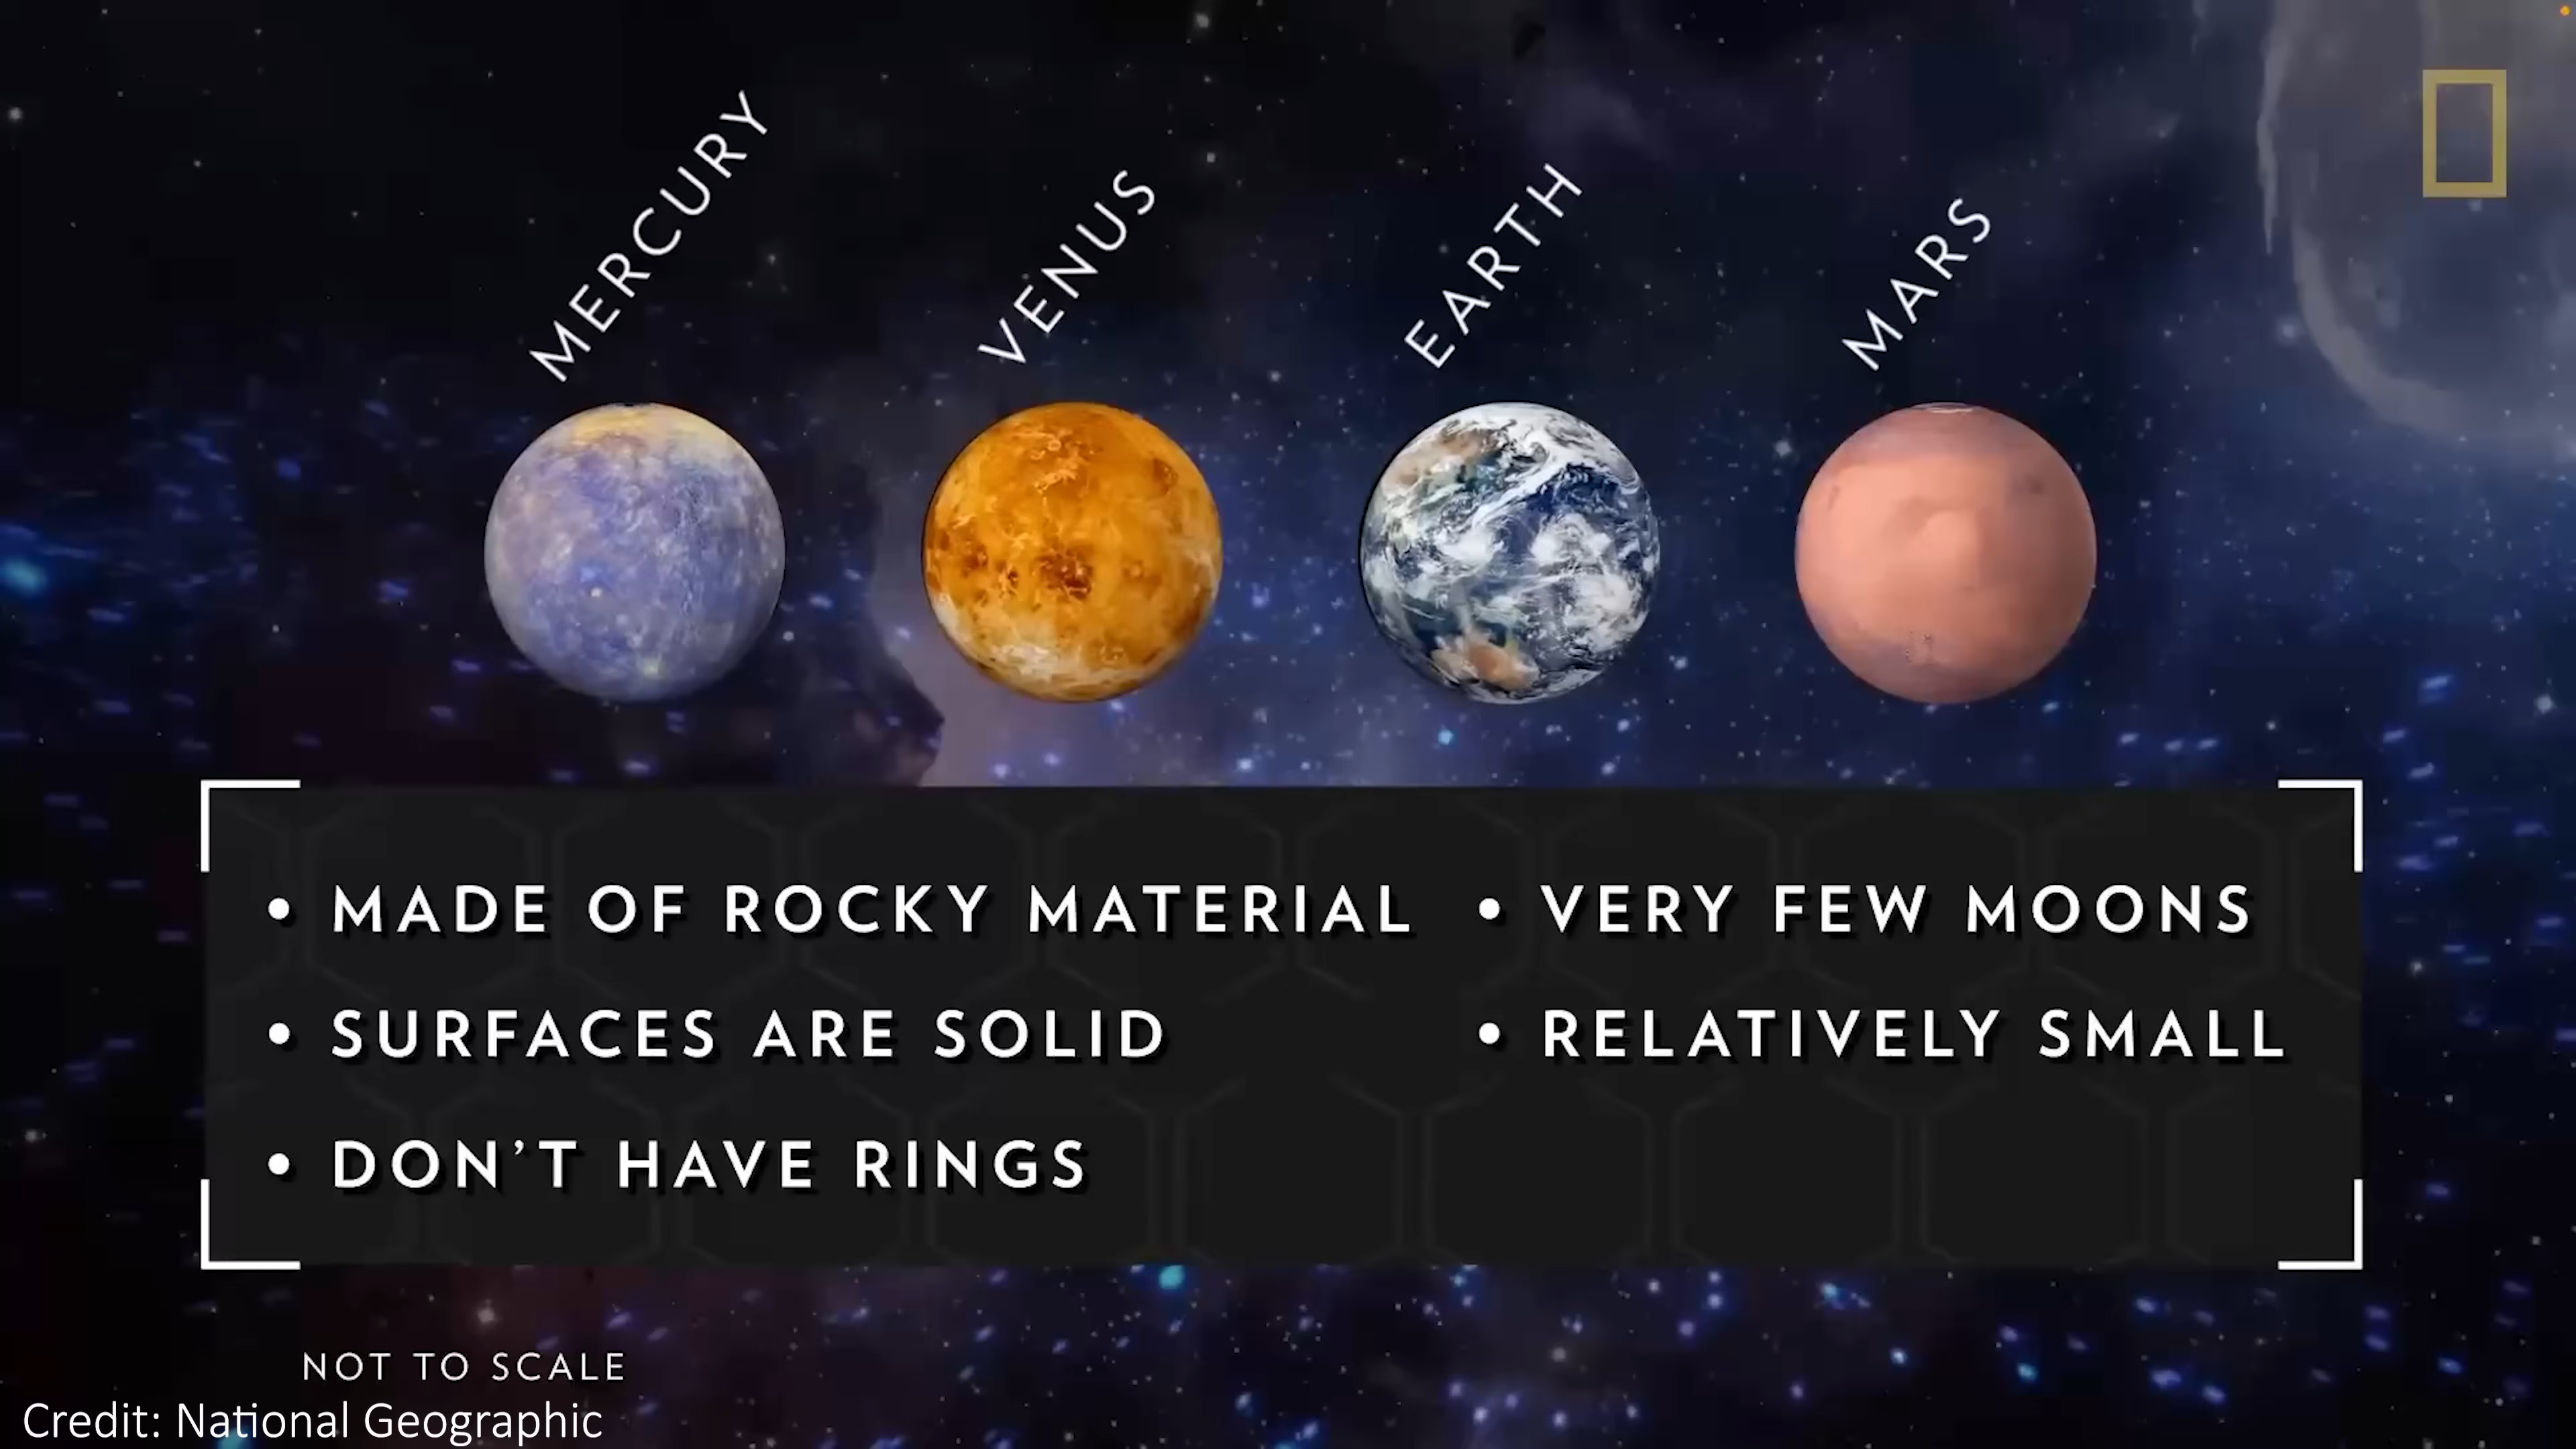 MERCURY
VENUS
EARTH
MARS
• MADE OF ROCKY MATERIAL
• SURFACES ARE SOLID
• DON'T HAVE RINGS
• VERY FEW MOONS
• RELATIVELY SMALL
NOT TO SCALE
Credit: National Geographic